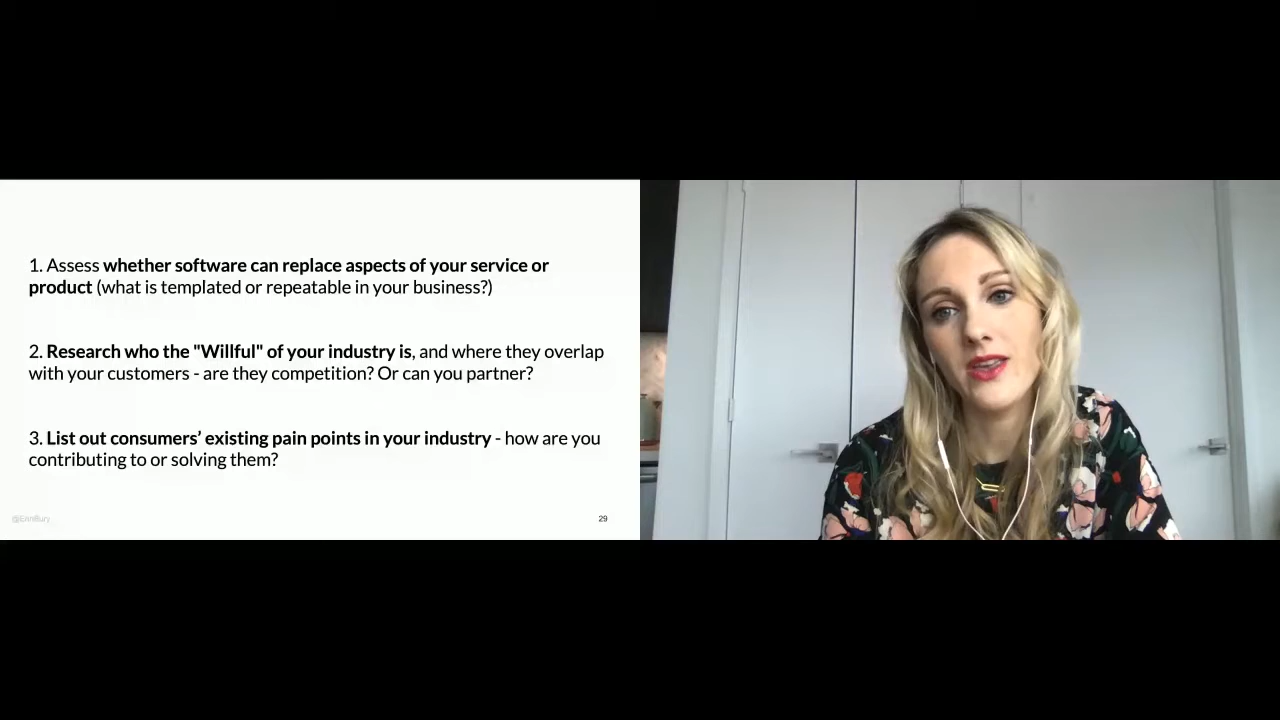 1. Assess whether software can replace aspects of your service or
product (what is templated or repeatable in your business?)
2. Research who the "Willful" of your industry is, and where they overlap
with your customers - are they competition? Or can you partner?
3. List out consumers’ existing pain points in your industry - how are you
contributing to or solving them?
@ErinBury
29